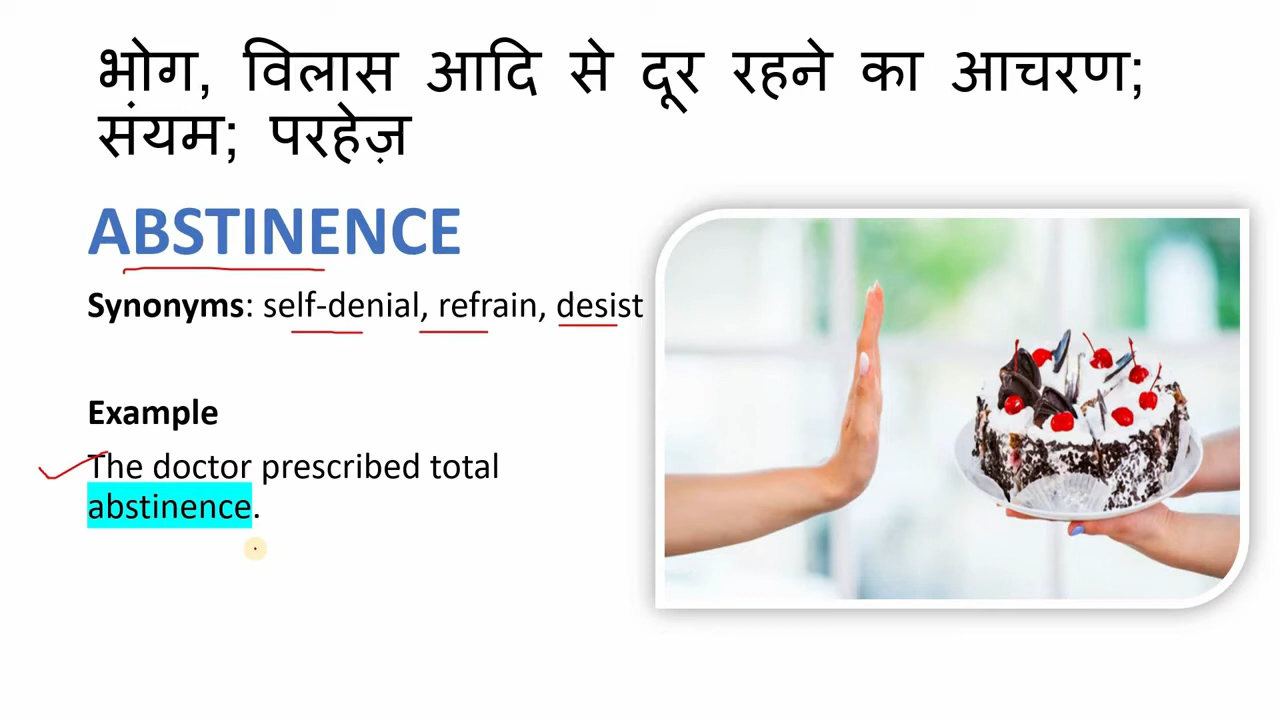 भोग, विलास आदि से दूर रहने का आचरण;
संयम; परहेज़
ABSTINENCE
Synonyms: self-denial, refrain, desist
Example
The doctor prescribed total
abstinence.